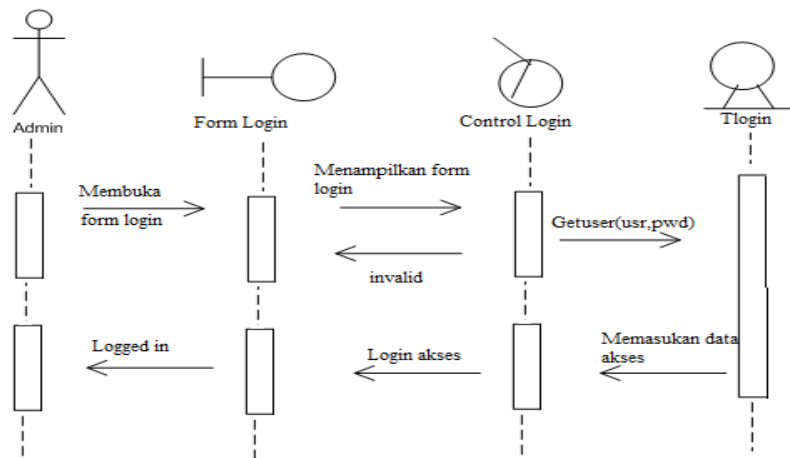 Admin
Form Login
Control Login
Tlogin
Membuka
form login
Menampilkan form
login
Getuser(usr,pwd)
invalid
Logged in
Login akses
Memasukan data
akses